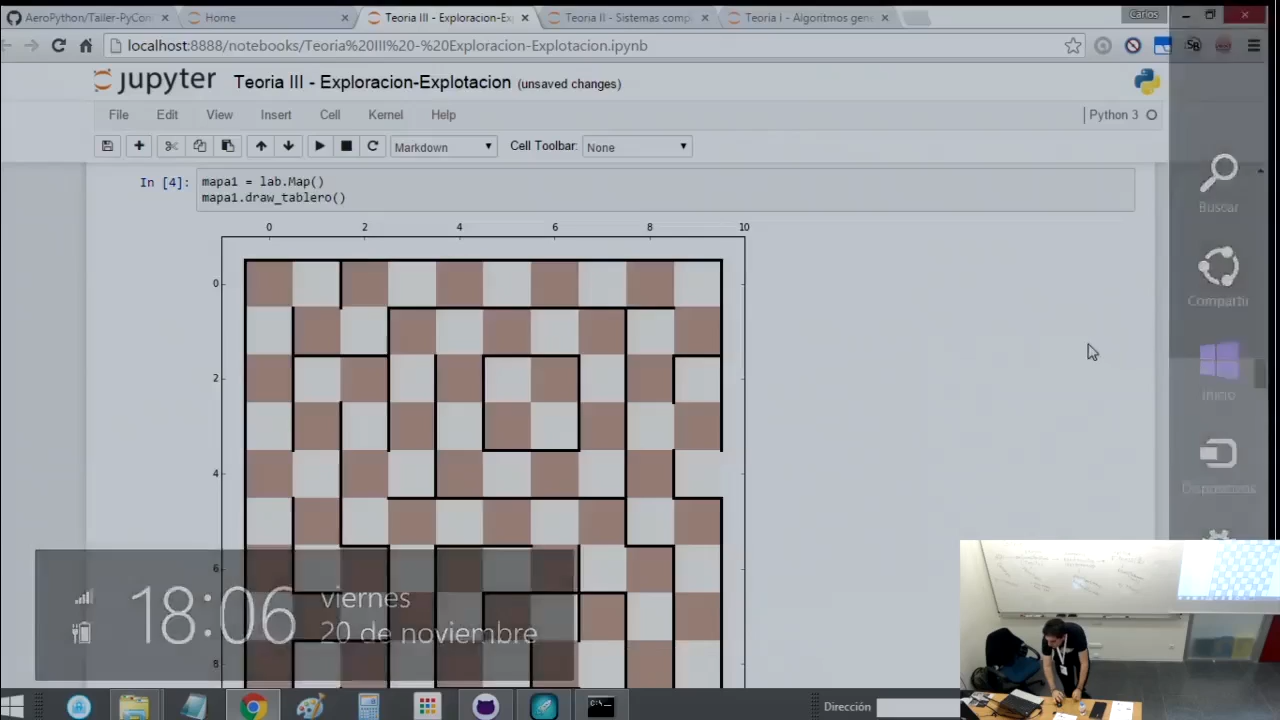 AeroPython/Taller-PyCon
Home
Teoria III - Exploracion-Exp
Teoria II - Sistemas comp
Teoria I - Algoritmos gen
Carlos
localhost:8888/notebooks/Teoria%20III%20-%20Exploracion-Explotacion.ipynb
jupyter Teoria III - Exploracion-Explotacion (unsaved changes)
File Edit View Insert Cell Kernel Help
Python 3
Markdown
Cell Toolbar: None
In [4]: mapa1 = lab.Map()
mapa1.draw_tablero()
0 2 4 6 8 10
0
2
4
6
8
Buscar
Compartir
Inicio
Dispositivos
18:06
viernes
20 de noviembre
Dirección